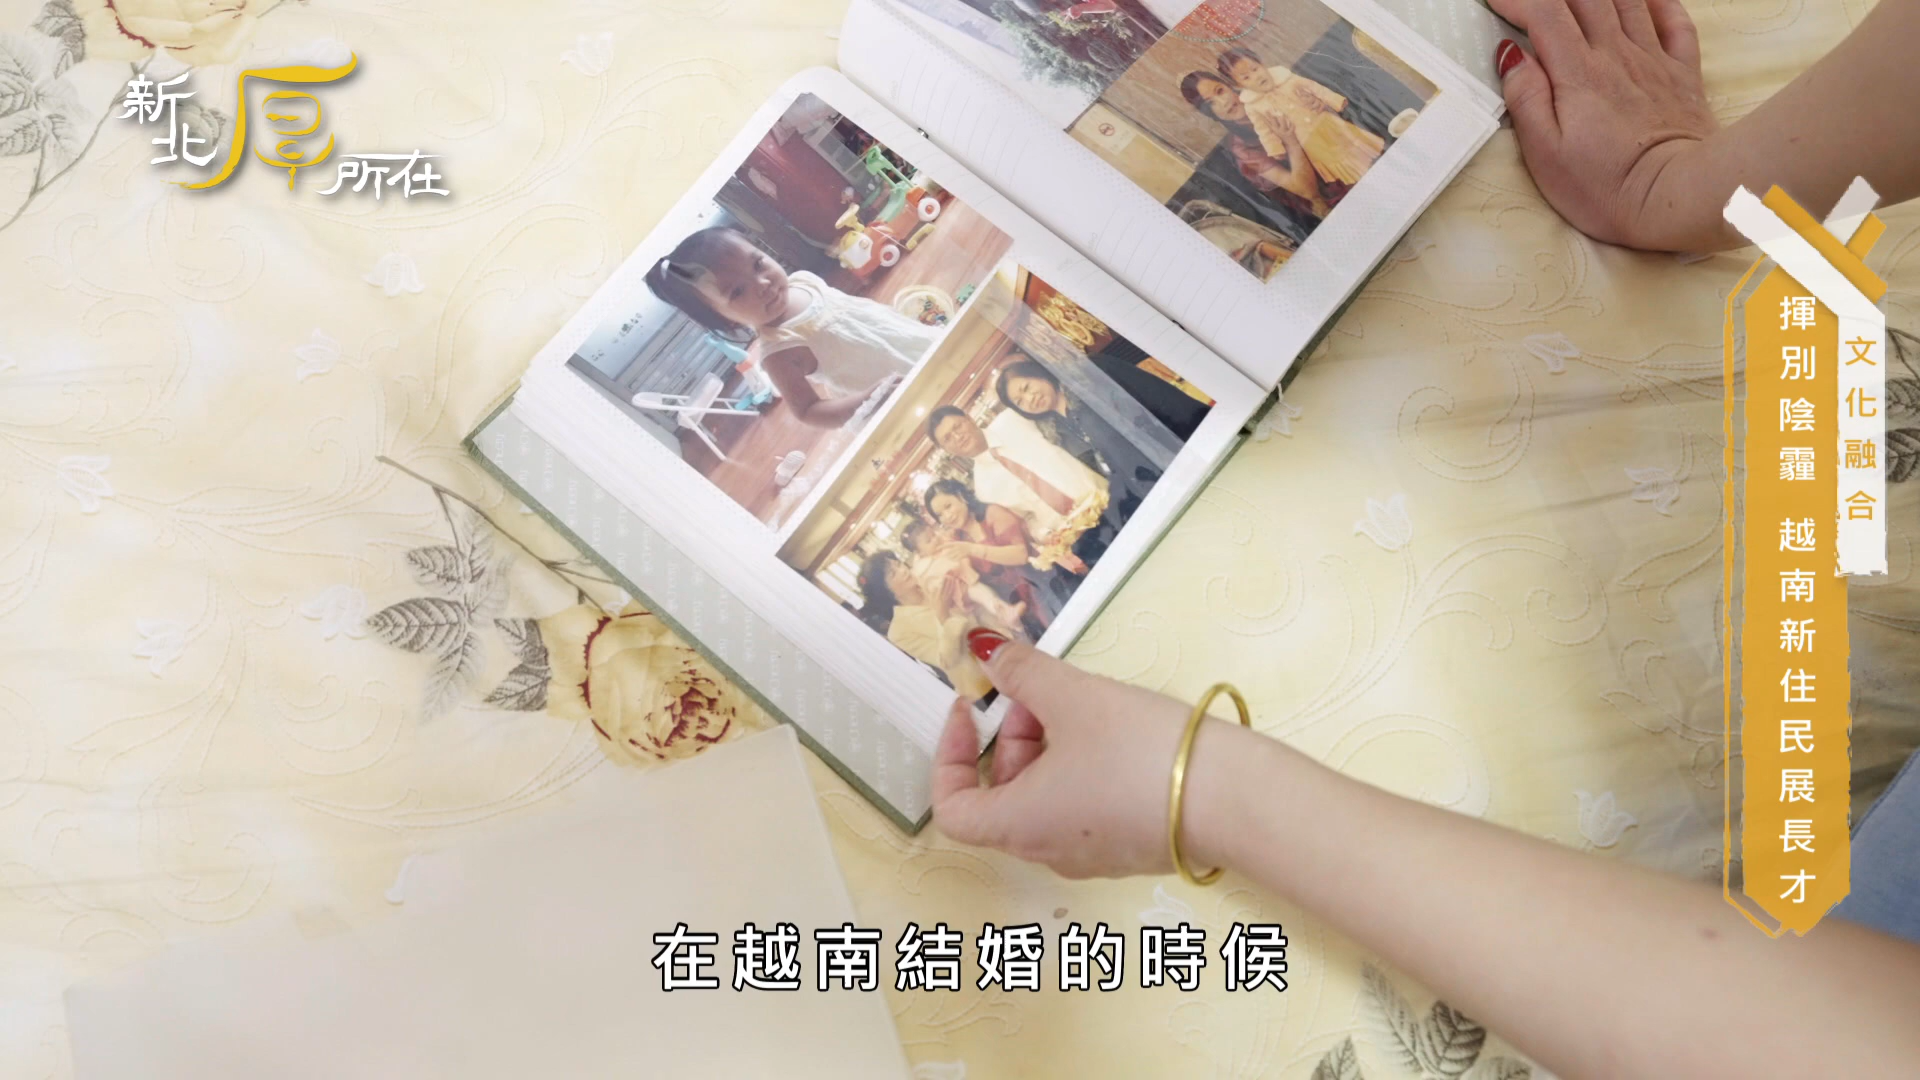 新北厚所在
文化融合
揮別陰霾 越南新住民展長才
在越南結婚的時候